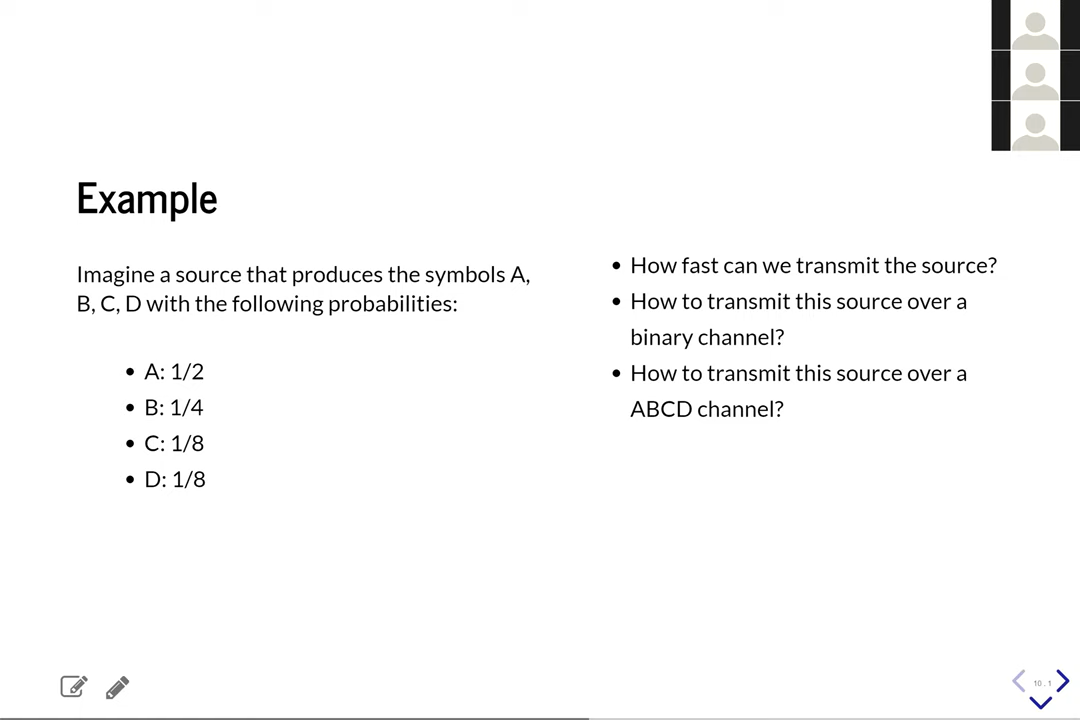 Example
Imagine a source that produces the symbols A,
B, C, D with the following probabilities:
• A: 1/2
• B: 1/4
• C: 1/8
• D: 1/8
• How fast can we transmit the source?
• How to transmit this source over a
binary channel?
• How to transmit this source over a
ABCD channel?
10.1